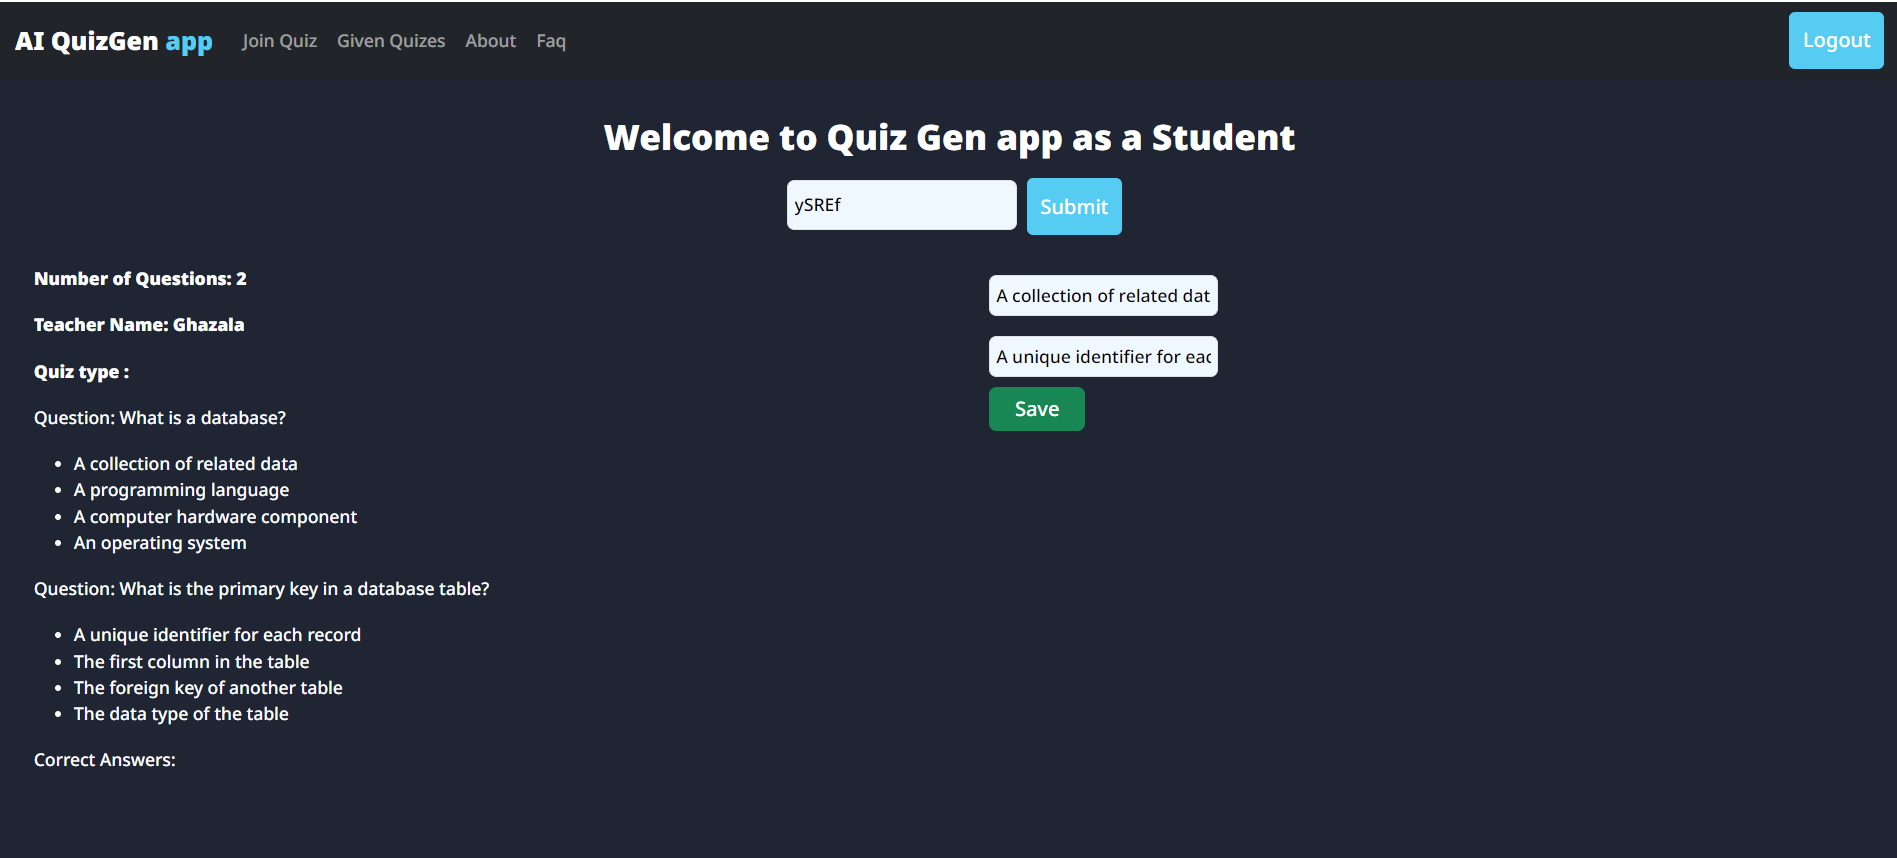 AI QuizGen app
Join Quiz
Given Quizes
About
Faq
Logout
Welcome to Quiz Gen app as a Student
ySREf
Submit
Number of Questions: 2
Teacher Name: Ghazala
Quiz type :
Question: What is a database?
A collection of related data
A programming language
A computer hardware component
An operating system
Question: What is the primary key in a database table?
A unique identifier for each record
The first column in the table
The foreign key of another table
The data type of the table
Correct Answers:
A collection of related dat
A unique identifier for eac
Save